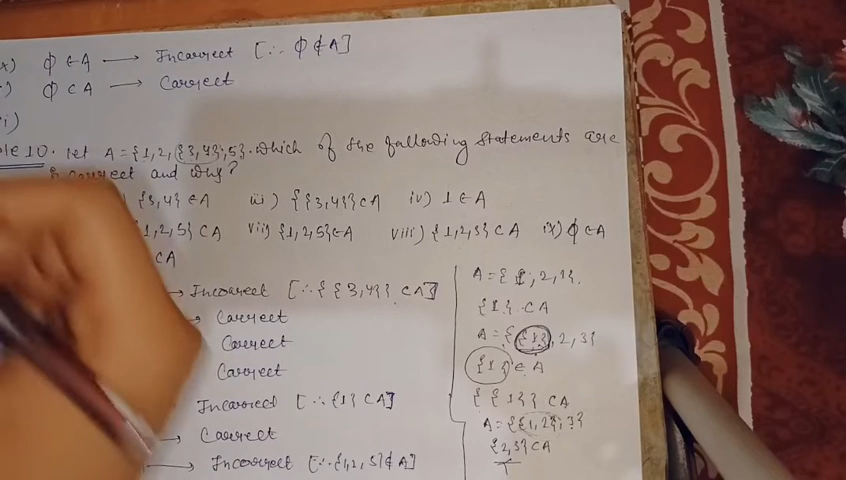 x) ϕ ∈ A ⟶ Incorrect [∴ ϕ ∉ A]
ϕ ⊂ A ⟶ Correct
i)
le 10. Let A = {1, 2, {3, 4}, 5}. Which of the following statements are
correct and why?
{3, 4} ∈ A iii) {{3, 4}} ⊂ A iv) 1 ∈ A
1, 2, 5} ⊂ A vii) {1, 2, 5} ∈ A viii) {1, 2, 3} ⊂ A ix) ϕ ∈ A
⊂ A
→ Incorrect [∴ {{3, 4}} ⊂ A]
Correct
Correct
Correct
Incorrect [∴ {1} ⊂ A]
Correct
⟶ Incorrect [∵ {1, 2, 5} ∉ A]
A = {1, 2, 3}.
{1} ⊂ A
A = {{1}, 2, 3}
{1} ∈ A
{{1}} ⊂ A
A = {{1, 2}, 3}
{2, 3} ⊂ A